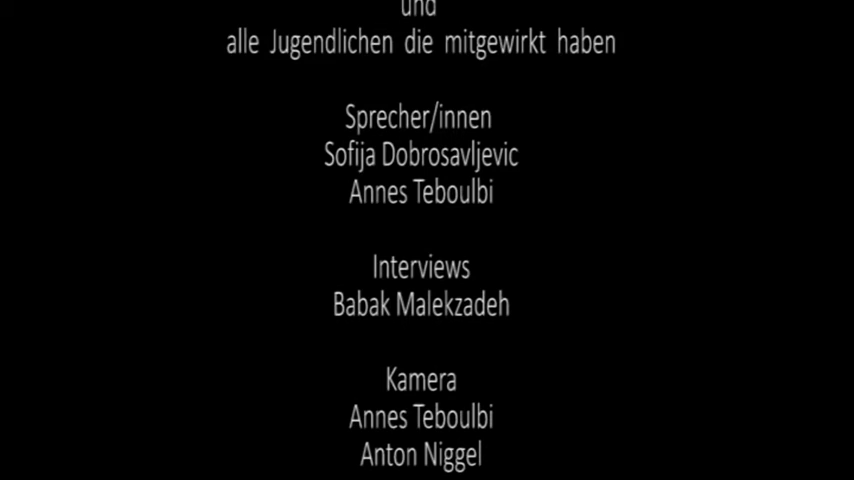 und
alle Jugendlichen die mitgewirkt haben
Sprecher/innen
Sofija Dobrosavljevic
Annes Teboulbi
Interviews
Babak Malekzadeh
Kamera
Annes Teboulbi
Anton Niggel